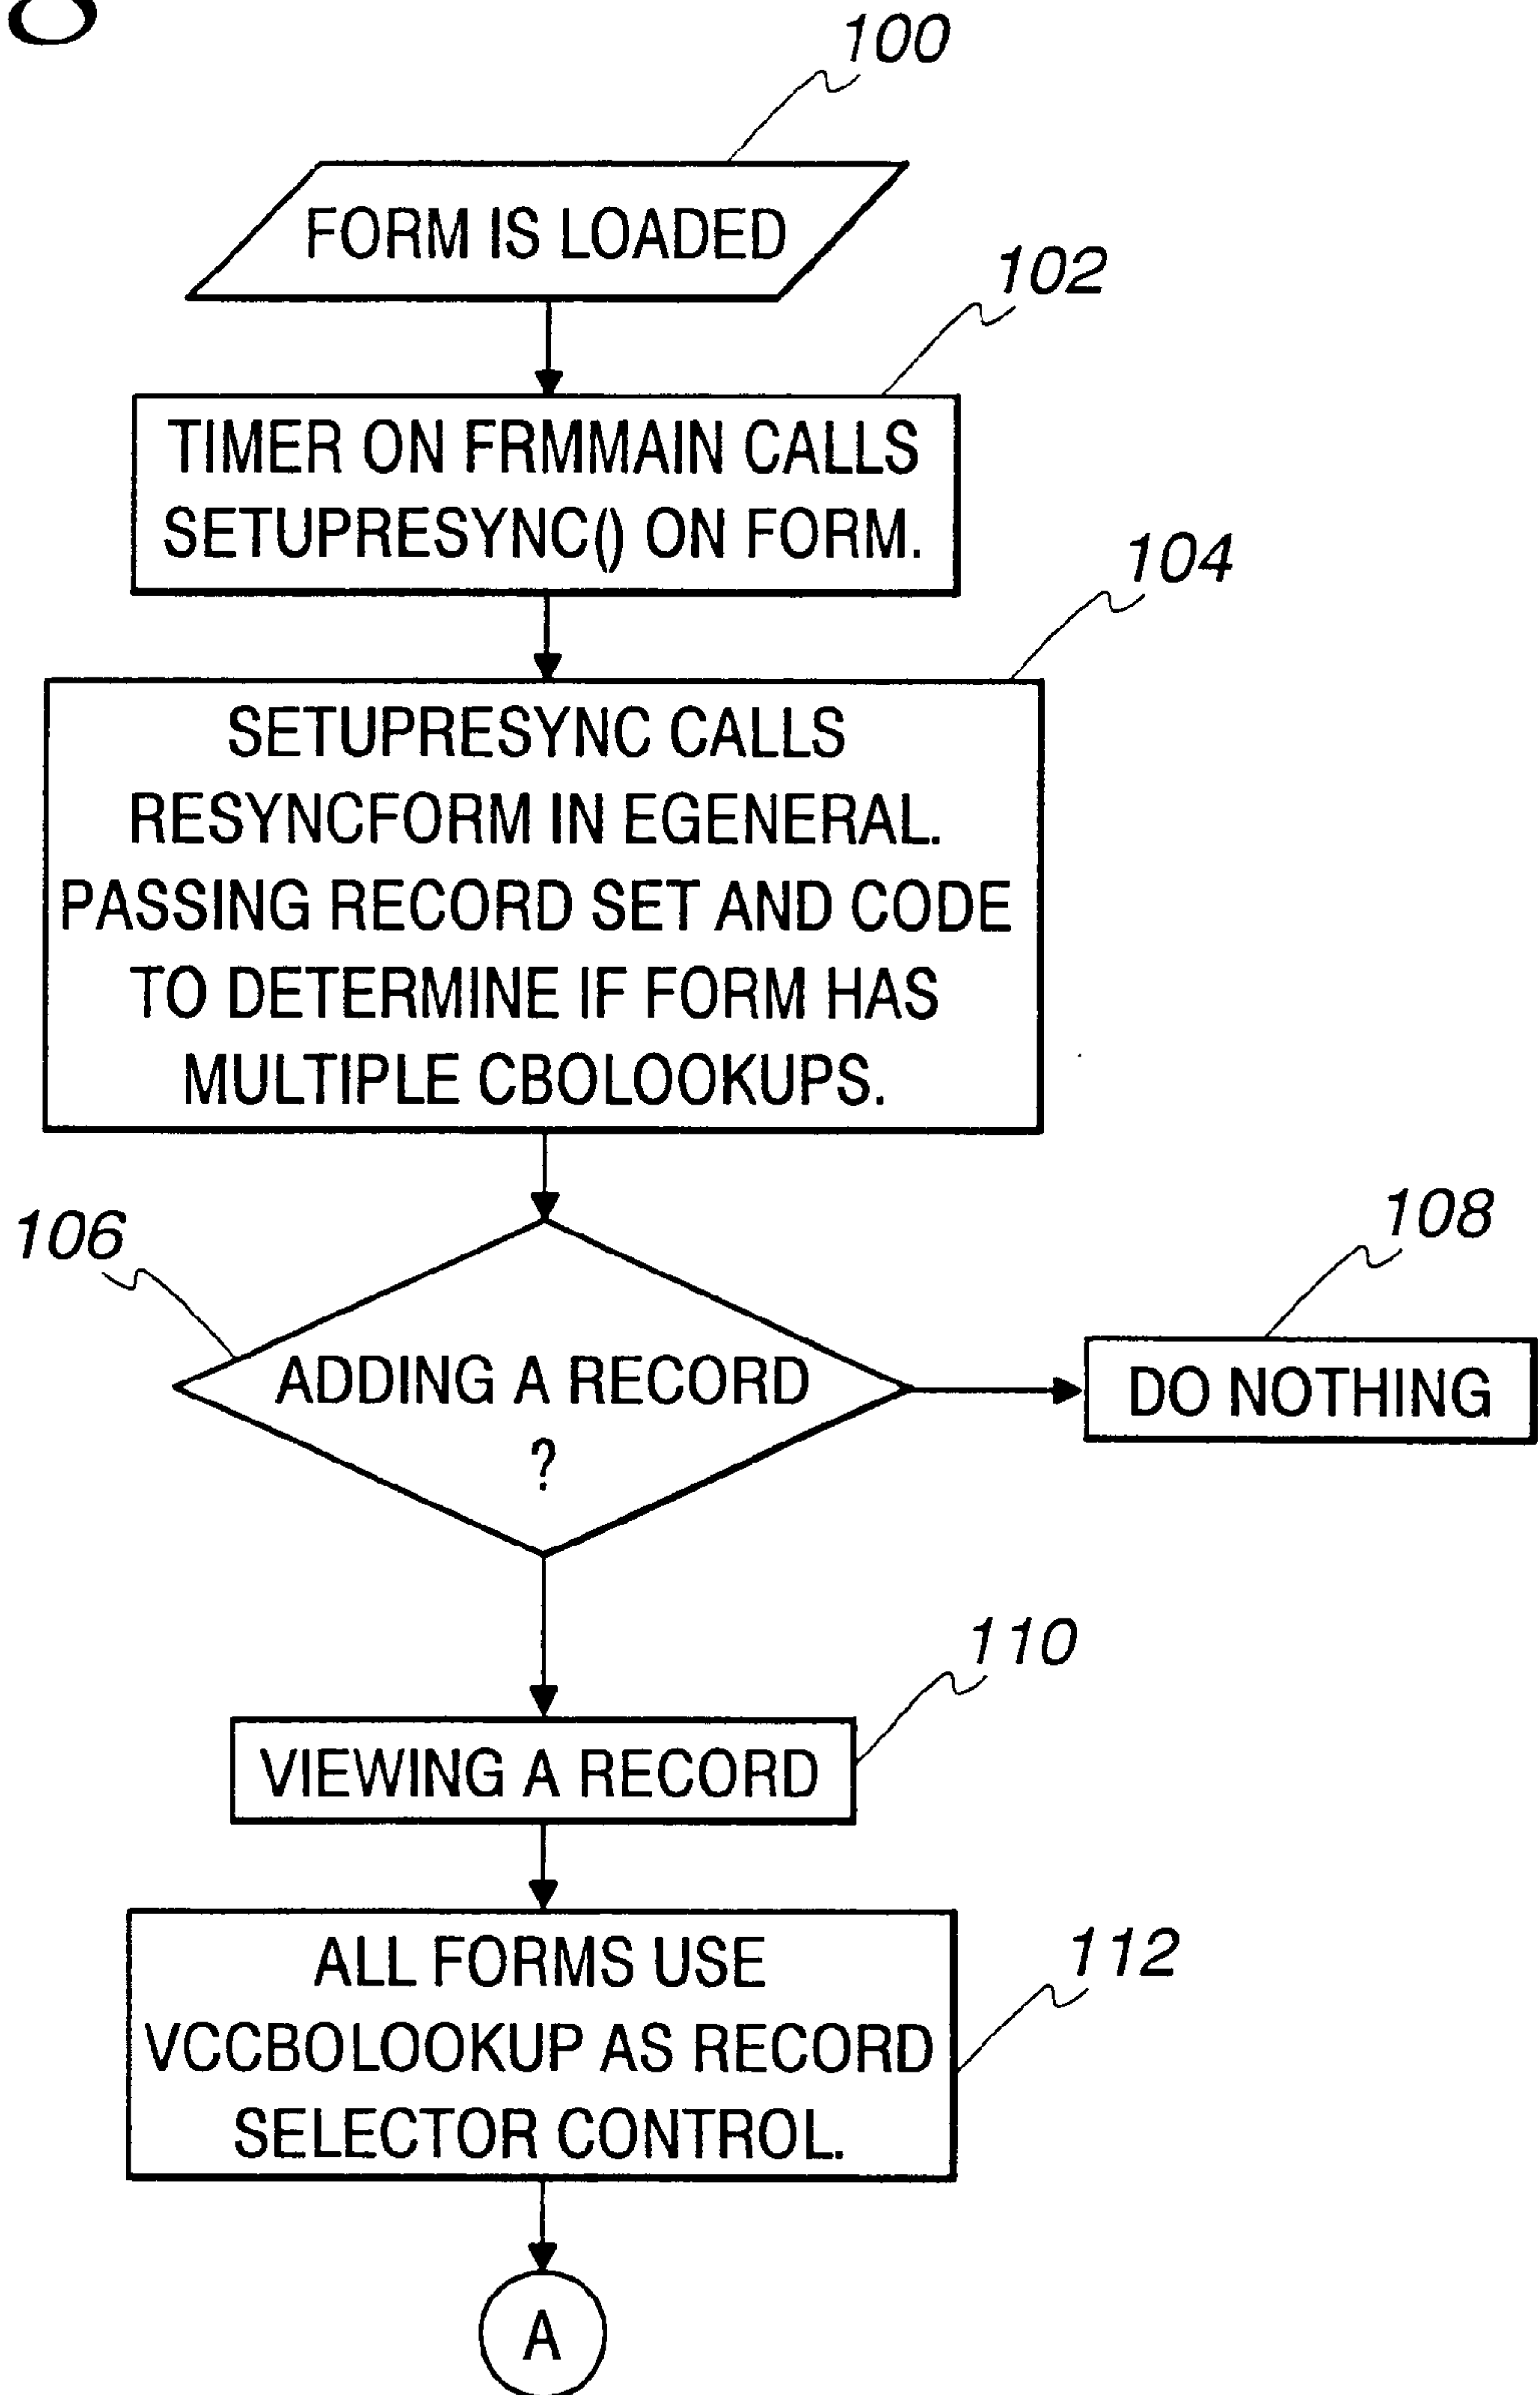 100
FORM IS LOADED
102
TIMER ON FRMMAIN CALLS
SETUPRESYNC() ON FORM.
104
SETUPRESYNC CALLS
RESYNCFORM IN EGENERAL.
PASSING RECORD SET AND CODE
TO DETERMINE IF FORM HAS
MULTIPLE CBOLOOKUPS.
106
108
ADDING A RECORD
?
DO NOTHING
110
VIEWING A RECORD
112
ALL FORMS USE
VCCBOLOOKUP AS RECORD
SELECTOR CONTROL.
A